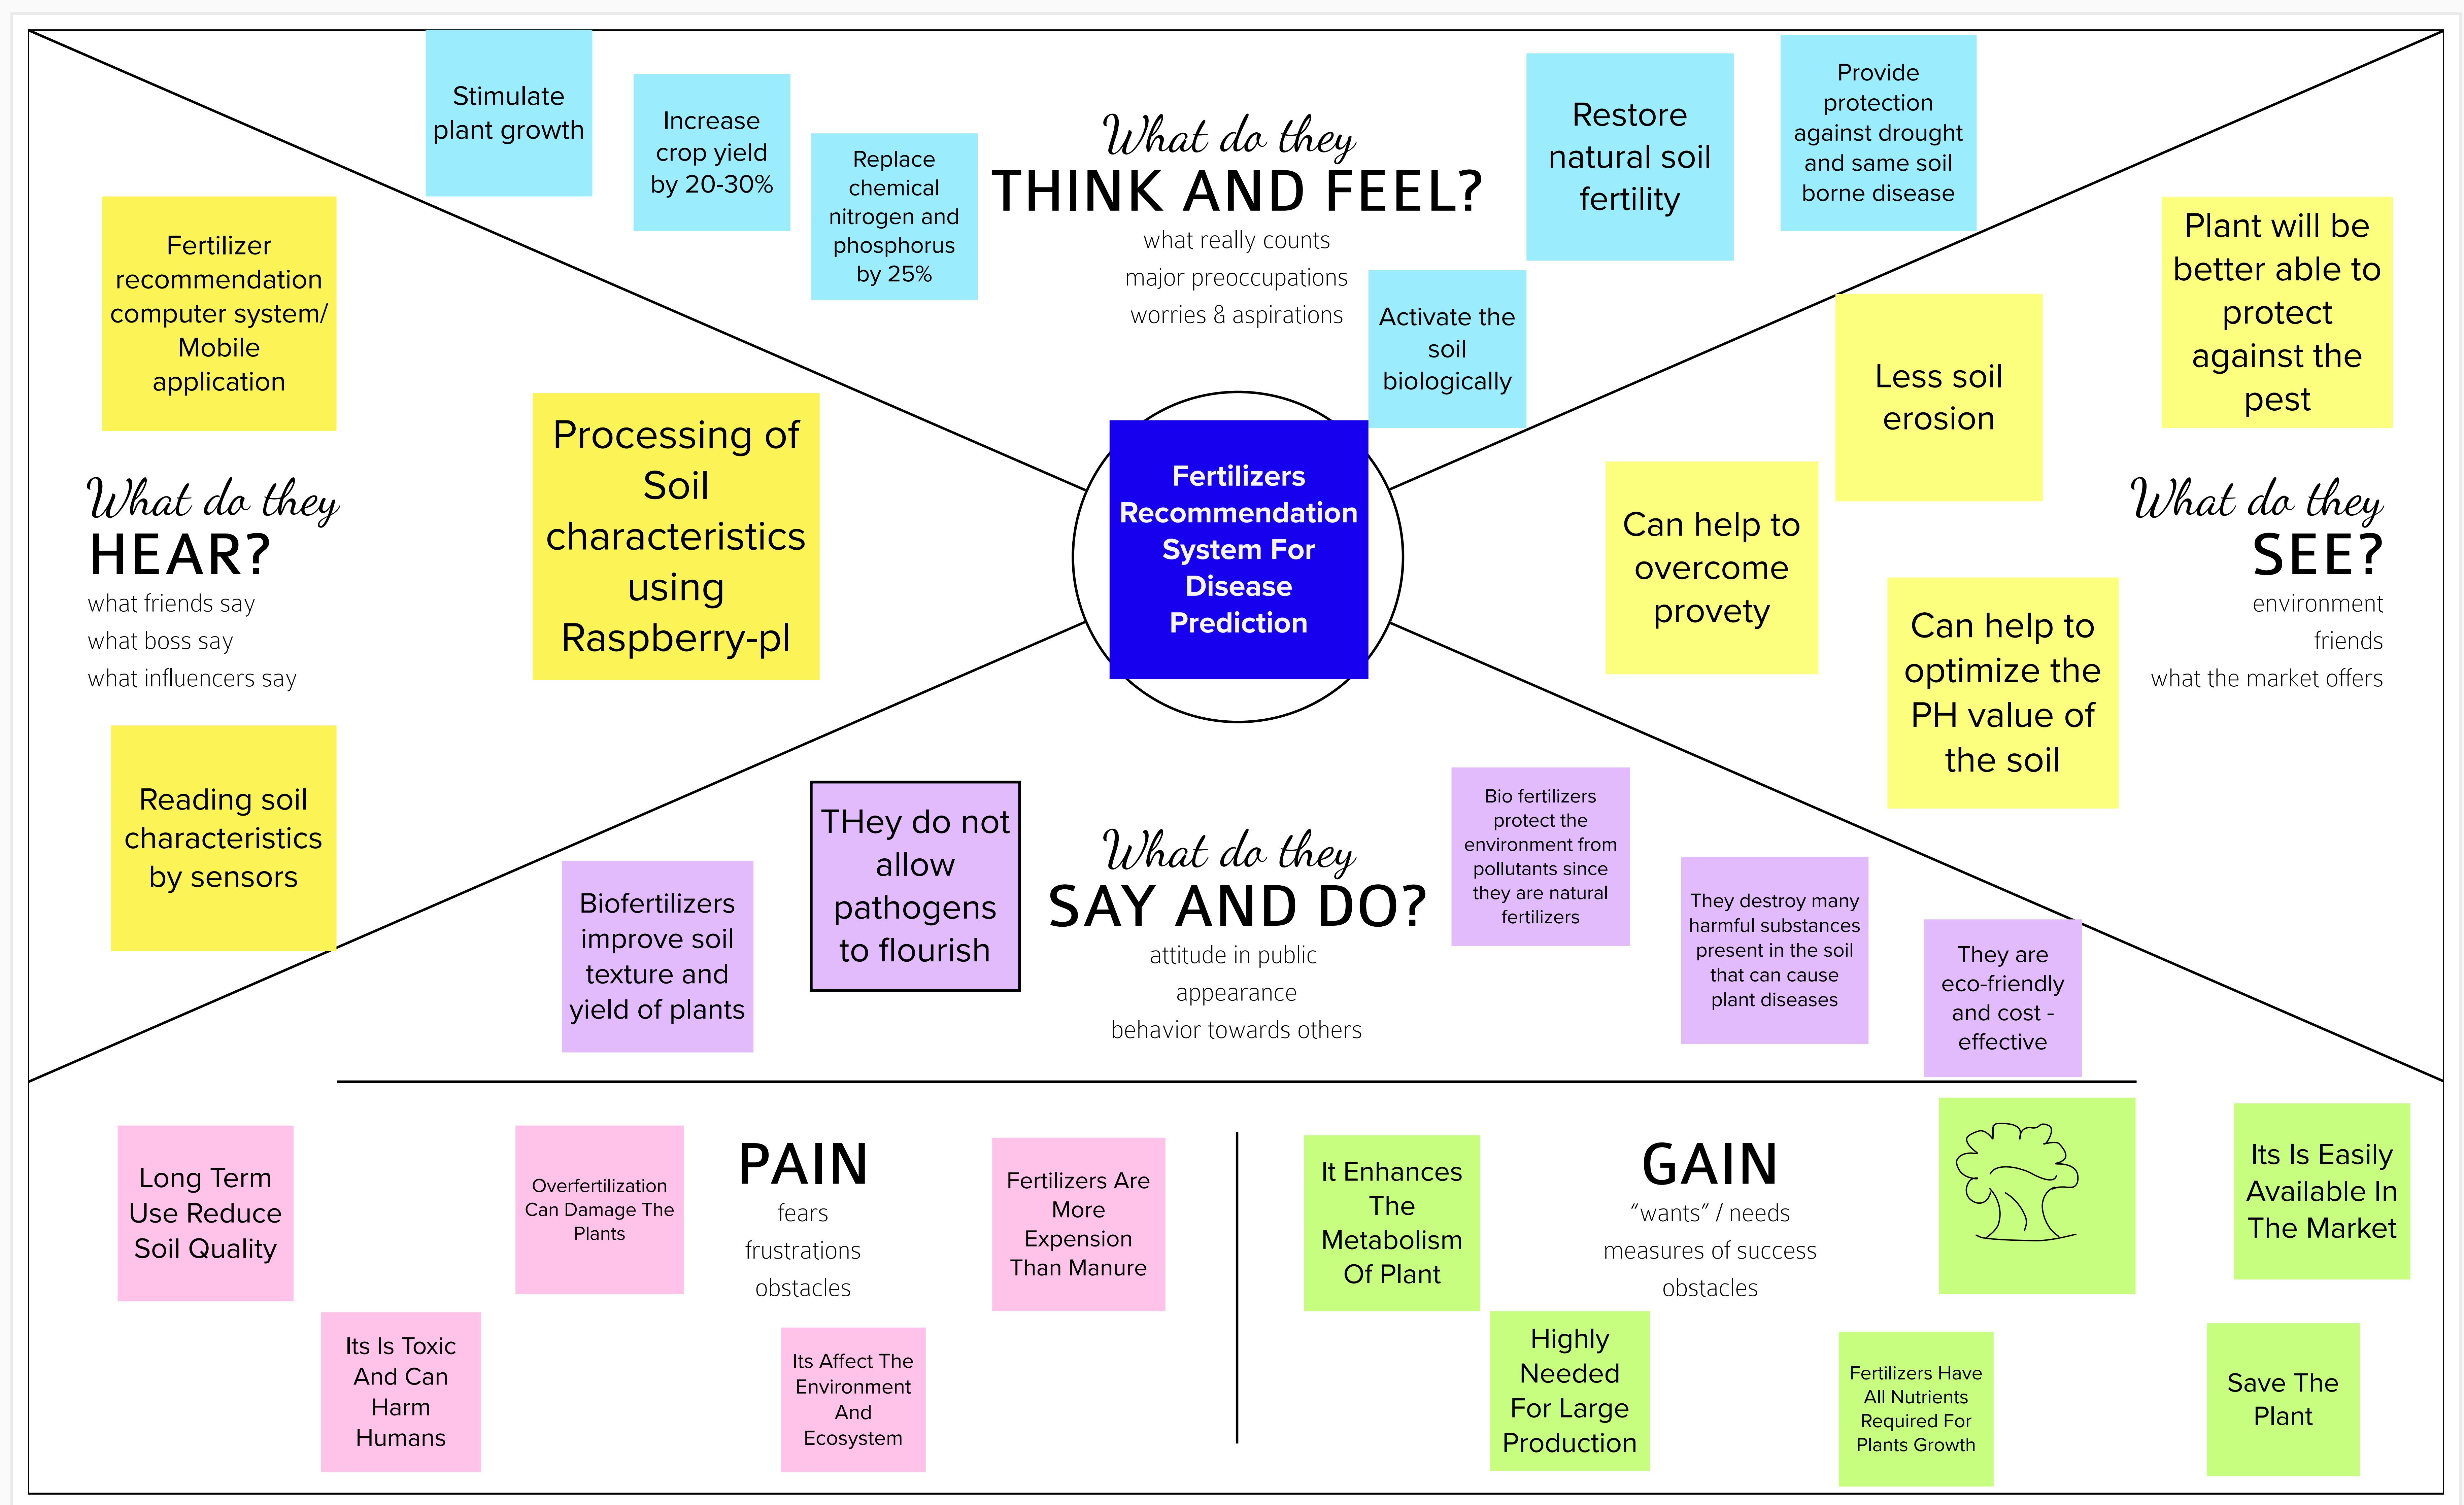 Stimulate
plant growth
Increase
crop yield
by 20-30%
Replace
chemical
nitrogen and
phosphorus
by 25%
What do they
THINK AND FEEL?
what really counts
major preoccupations
worries & aspirations
Restore
natural soil
fertility
Provide
protection
against drought
and same soil
borne disease
Activate the
soil
biologically
Fertilizer
recommendation
computer system/
Mobile
application
Processing of
Soil
characteristics
using
Raspberry-pl
What do they
HEAR?
what friends say
what boss say
what influencers say
Reading soil
characteristics
by sensors
Fertilizers
Recommendation
System For
Disease
Prediction
Plant will be
better able to
protect
against the
pest
Less soil
erosion
Can help to
overcome
provety
What do they
SEE?
environment
friends
what the market offers
Can help to
optimize the
PH value of
the soil
Biofertilizers
improve soil
texture and
yield of plants
THey do not
allow
pathogens
to flourish
What do they
SAY AND DO?
attitude in public
appearance
behavior towards others
Bio fertilizers
protect the
environment from
pollutants since
they are natural
fertilizers
They destroy many
harmful substances
present in the soil
that can cause
plant diseases
They are
eco-friendly
and cost -
effective
Long Term
Use Reduce
Soil Quality
Overfertilization
Can Damage The
Plants
PAIN
fears
frustrations
obstacles
Fertilizers Are
More
Expension
Than Manure
Its Is Toxic
And Can
Harm
Humans
Its Affect The
Environment
And
Ecosystem
It Enhances
The
Metabolism
Of Plant
GAIN
“wants” / needs
measures of success
obstacles
Its Is Easily
Available In
The Market
Highly
Needed
For Large
Production
Fertilizers Have
All Nutrients
Required For
Plants Growth
Save The
Plant